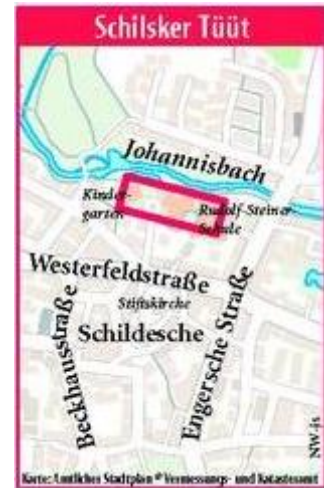 Schilsker Tüüt
Johannisbach
Kinder-
garten
Rudolf-Steiner-
Schule
Westerfeldstraße
Stiftskirche
Schildesche
Beckhausstraße
Engersche Straße
NW-is
Karte: Amtlicher Stadtplan © Vermessungs- und Katasteramt